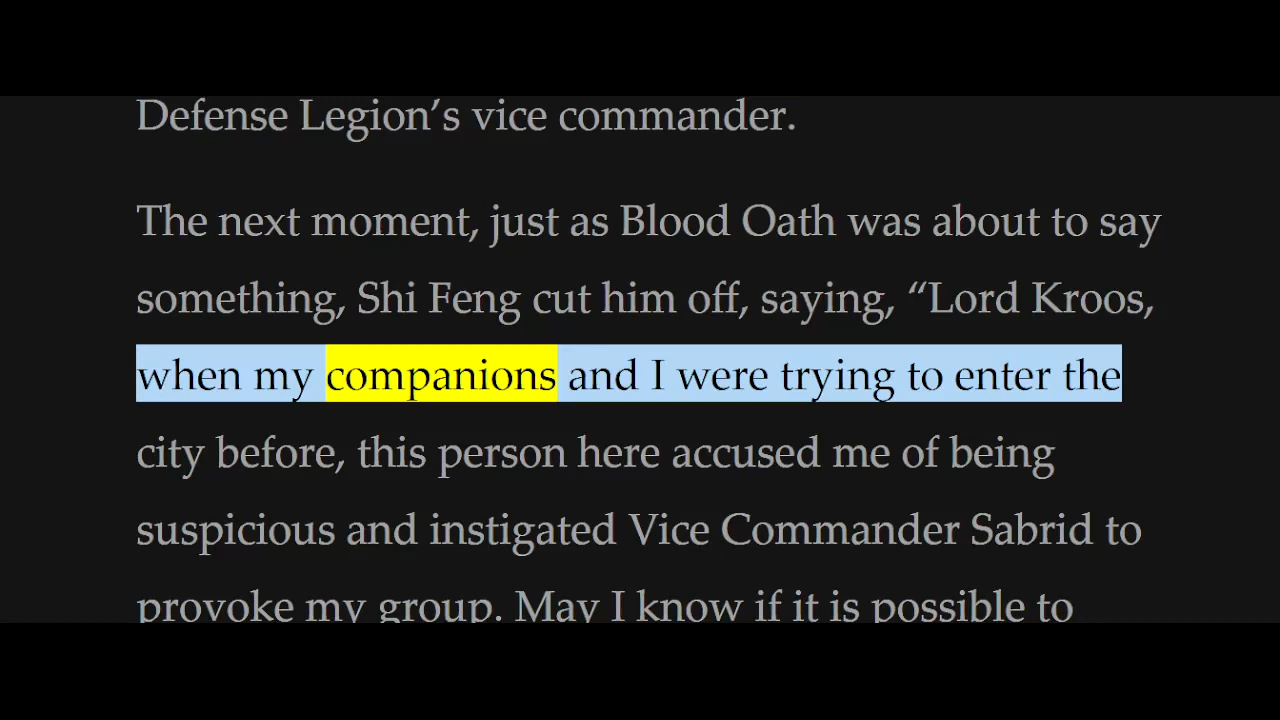 Defense Legion’s vice commander.
The next moment, just as Blood Oath was about to say
something, Shi Feng cut him off, saying, “Lord Kroos,
when my companions and I were trying to enter the
city before, this person here accused me of being
suspicious and instigated Vice Commander Sabrid to
provoke my group. May I know if it is possible to